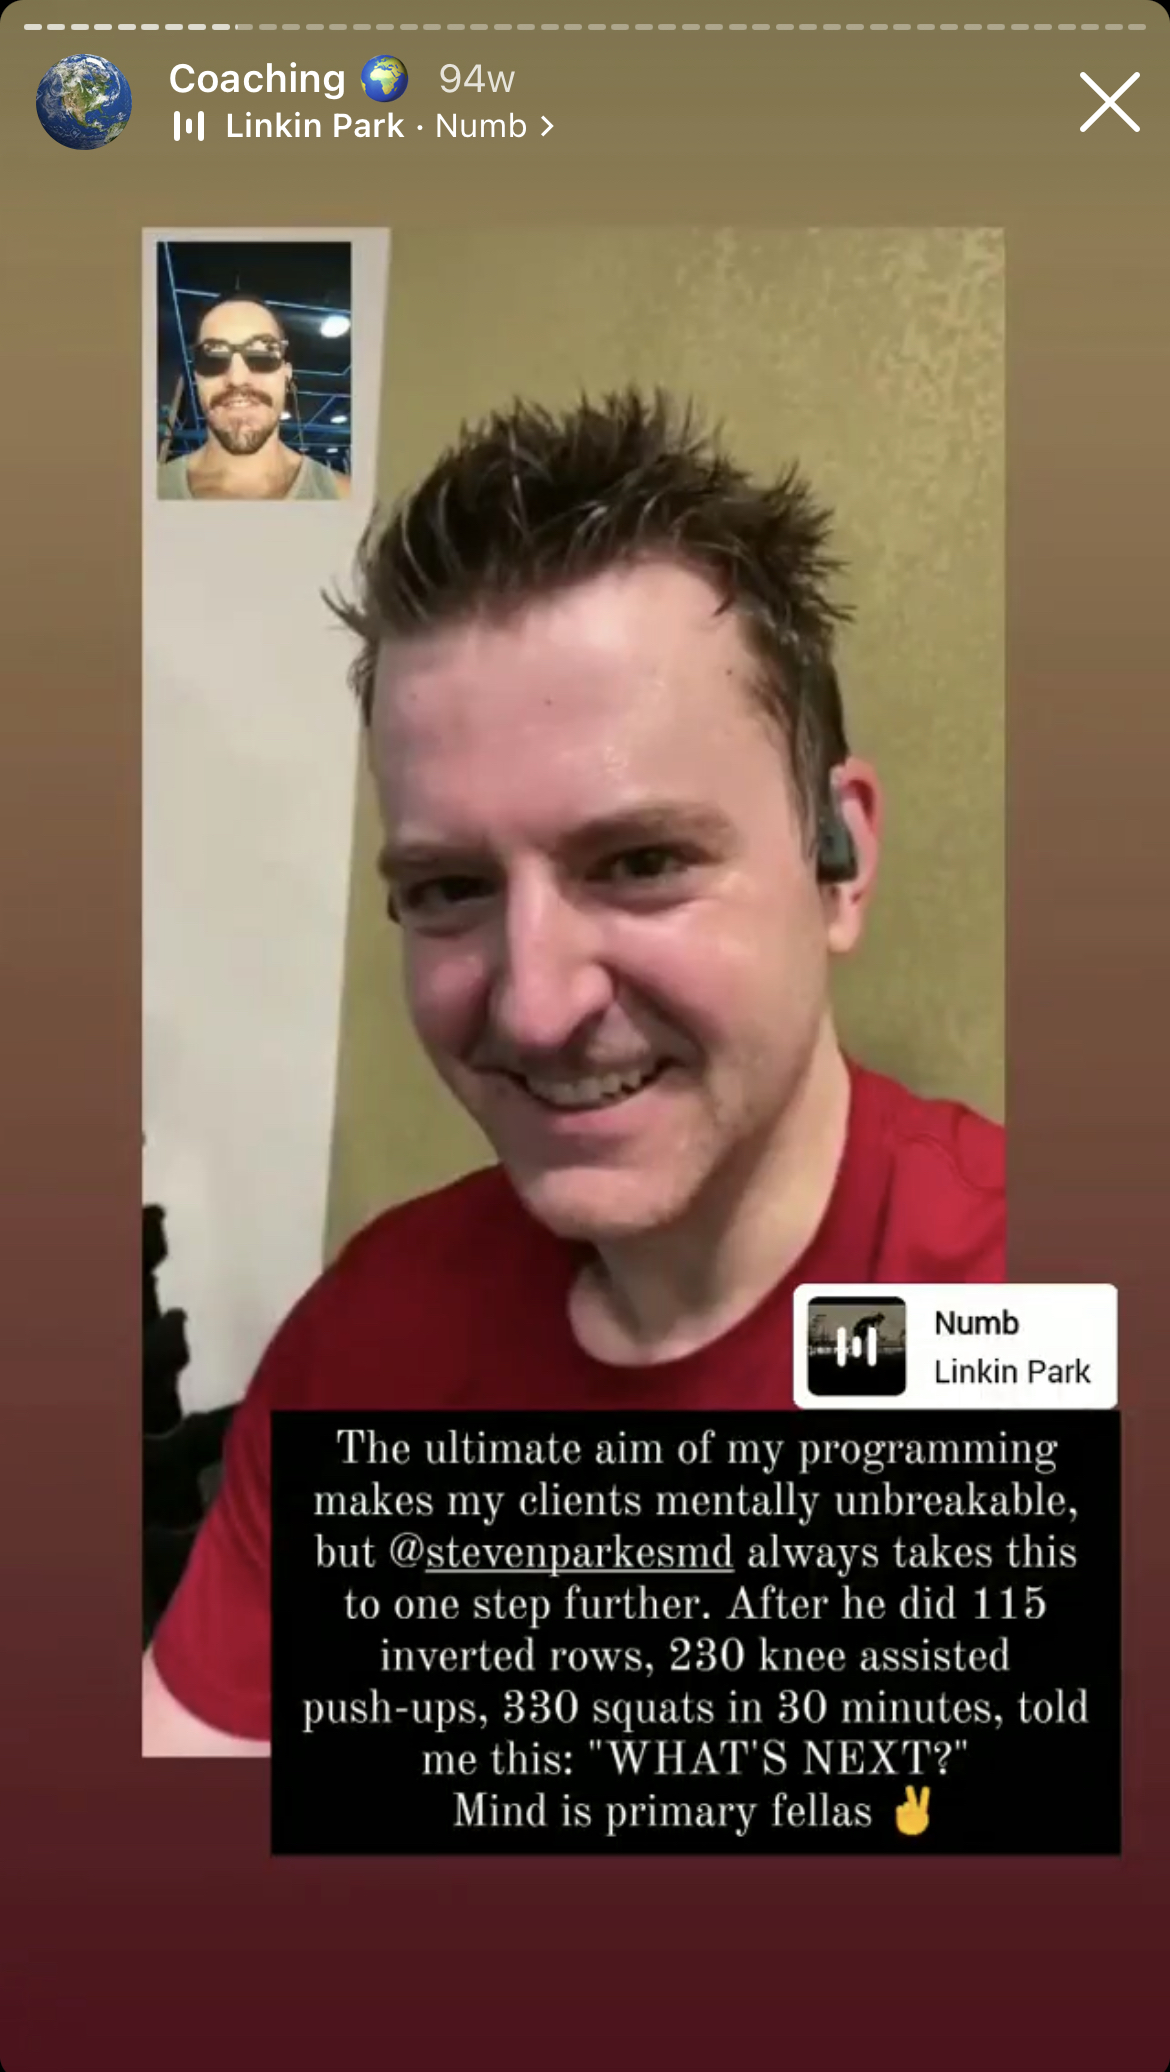 Coaching 🌍 94w
Linkin Park · Numb >
Numb
Linkin Park
The ultimate aim of my programming
makes my clients mentally unbreakable,
but @stevenparkesmd always takes this
to one step further. After he did 115
inverted rows, 230 knee assisted
push-ups, 330 squats in 30 minutes, told
me this: "WHAT'S NEXT?"
Mind is primary fellas ✌️